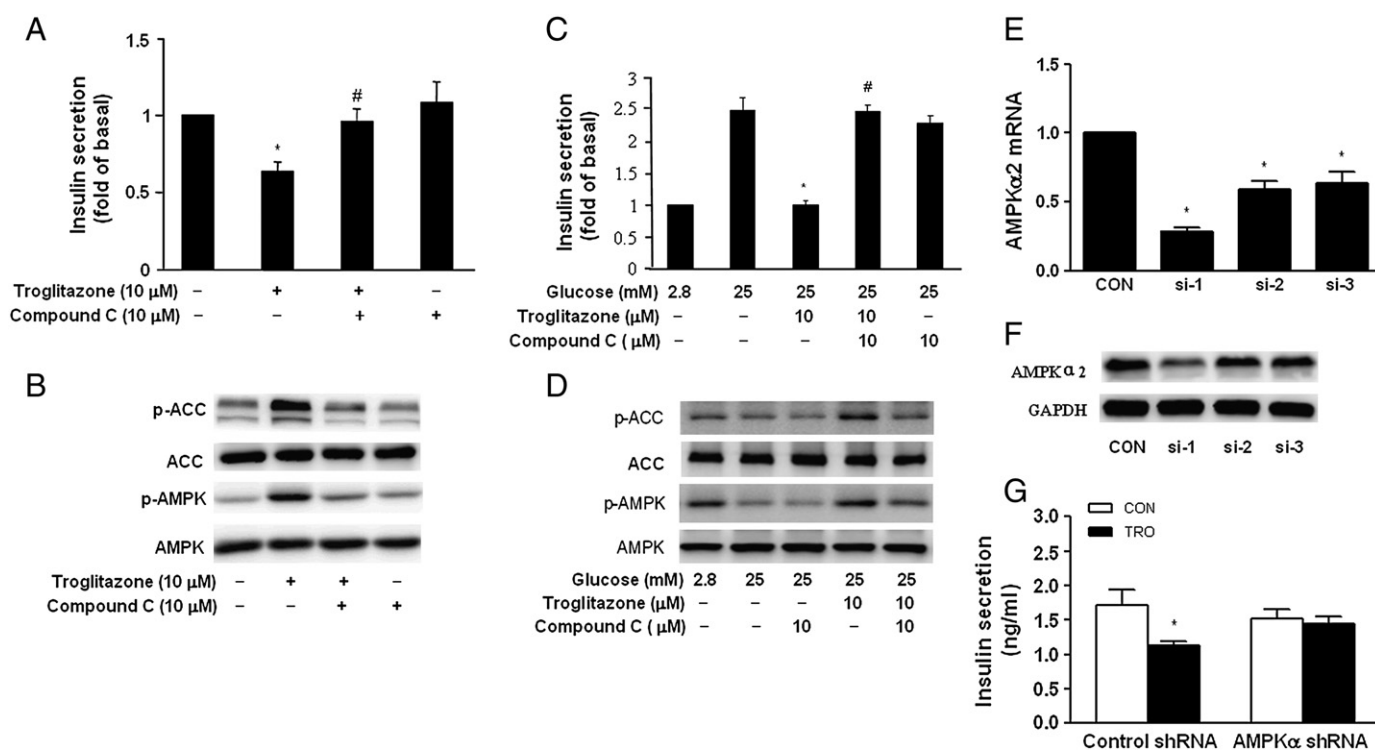 A
Insulin secretion
(fold of basal)
1.5
1
0.5
0
*
#
Troglitazone (10 μM) – + + –
Compound C (10 μM) – – + +
B
p-ACC
ACC
p-AMPK
AMPK
Troglitazone (10 μM) – + + –
Compound C (10 μM) – – + +
C
Insulin secretion
(fold of basal)
3
2.5
2
1.5
1
0.5
0
*
#
Glucose (mM) 2.8 25 25 25 25
Troglitazone (μM) – – 10 10 –
Compound C ( μM) – – – 10 10
D
p-ACC
ACC
p-AMPK
AMPK
Glucose (mM) 2.8 25 25 25 25
Troglitazone (μM) – – – 10 10
Compound C ( μM) – – 10 – 10
E
AMPKα2 mRNA
1.5
1.0
0.5
0.0
* * *
CON si-1 si-2 si-3
F
AMPKα2
GAPDH
CON si-1 si-2 si-3
G
Insulin secretion
(ng/ml)
3.0
2.5
2.0
1.5
1.0
0.5
0.0
CON
TRO
*
Control shRNA AMPKα shRNA